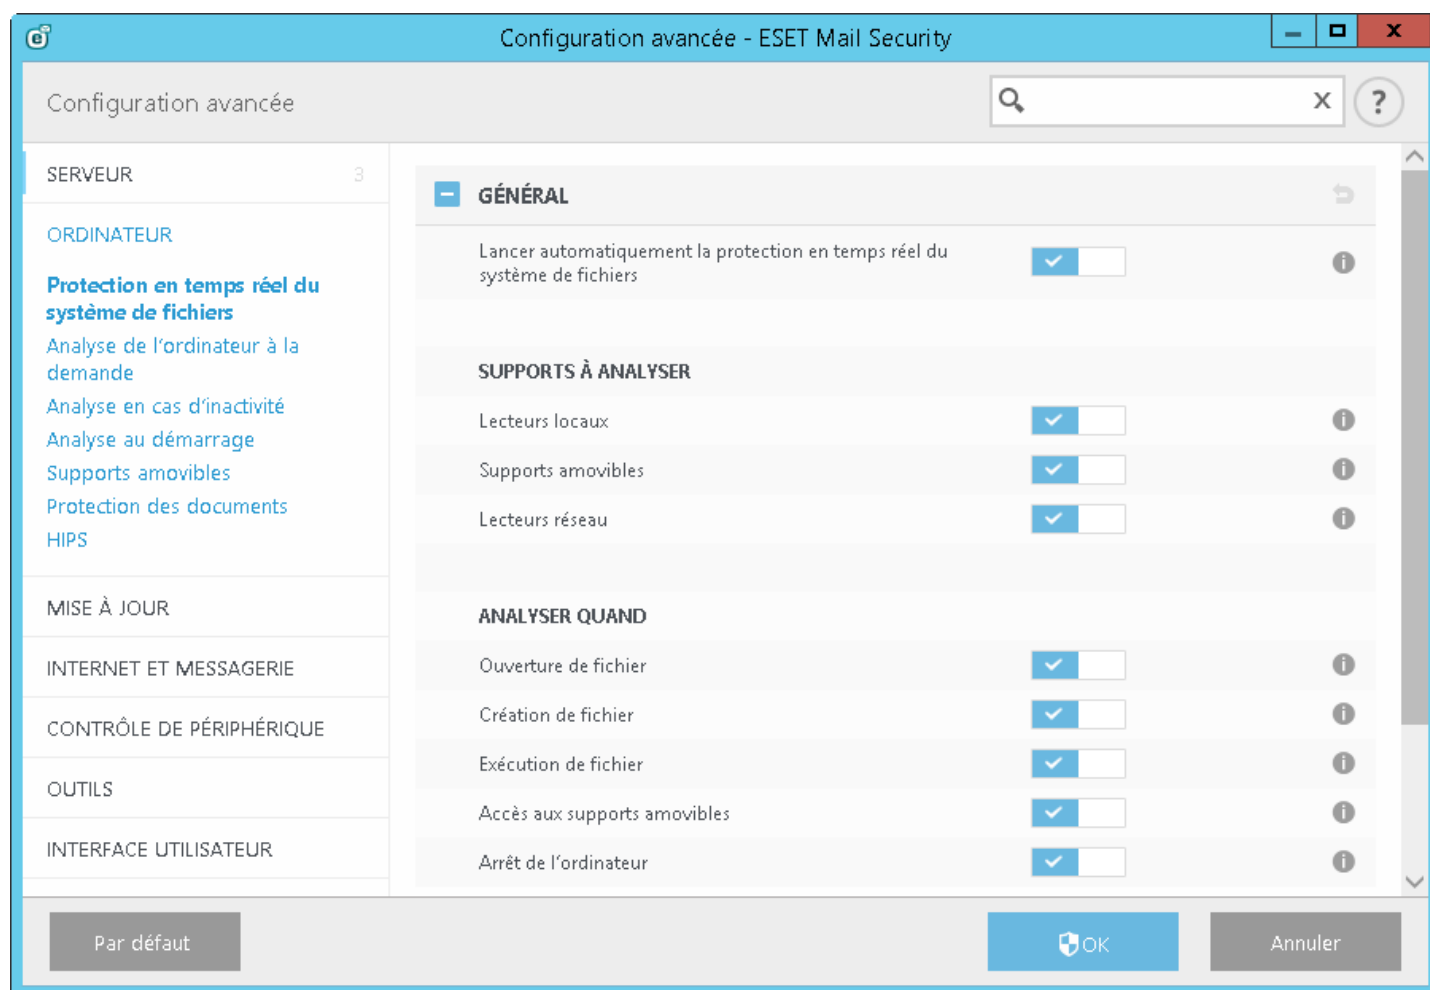 Configuration avancée - ESET Mail Security
Configuration avancée
?
SERVEUR 3
ORDINATEUR
Protection en temps réel du
système de fichiers
Analyse de l'ordinateur à la
demande
Analyse en cas d'inactivité
Analyse au démarrage
Supports amovibles
Protection des documents
HIPS
MISE À JOUR
INTERNET ET MESSAGERIE
CONTRÔLE DE PÉRIPHÉRIQUE
OUTILS
INTERFACE UTILISATEUR
GÉNÉRAL
Lancer automatiquement la protection en temps réel du
système de fichiers
SUPPORTS À ANALYSER
Lecteurs locaux
Supports amovibles
Lecteurs réseau
ANALYSER QUAND
Ouverture de fichier
Création de fichier
Exécution de fichier
Accès aux supports amovibles
Arrêt de l'ordinateur
Par défaut
OK
Annuler